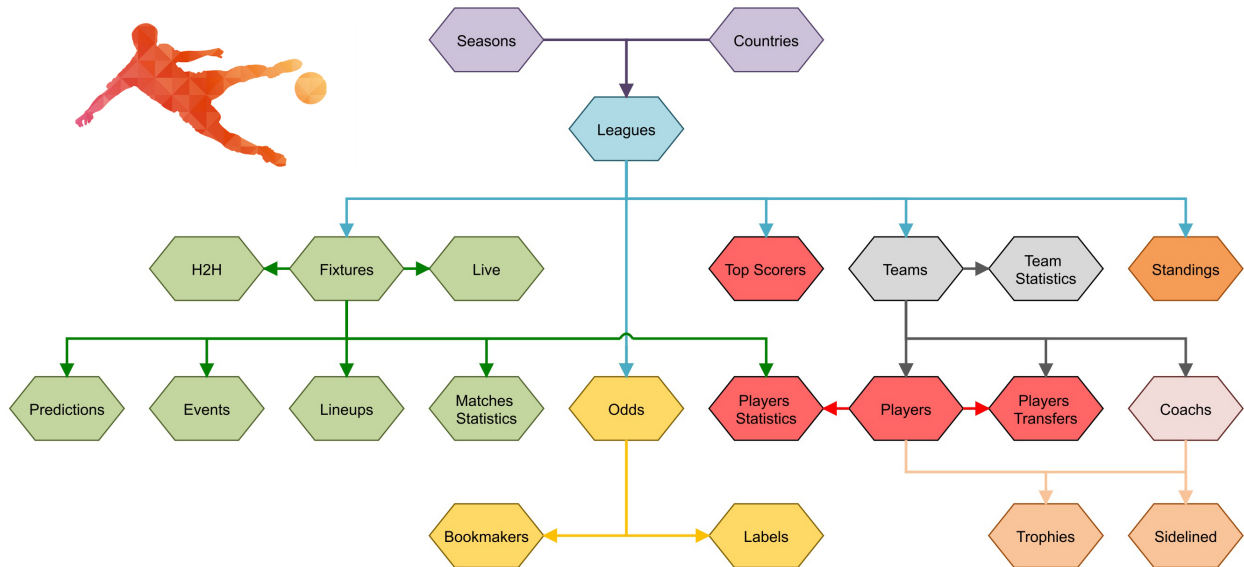 Seasons
Countries
Leagues
H2H
Fixtures
Live
Top Scorers
Teams
Team
Statistics
Standings
Predictions
Events
Lineups
Matches
Statistics
Odds
Players
Statistics
Players
Players
Transfers
Coachs
Bookmakers
Labels
Trophies
Sidelined